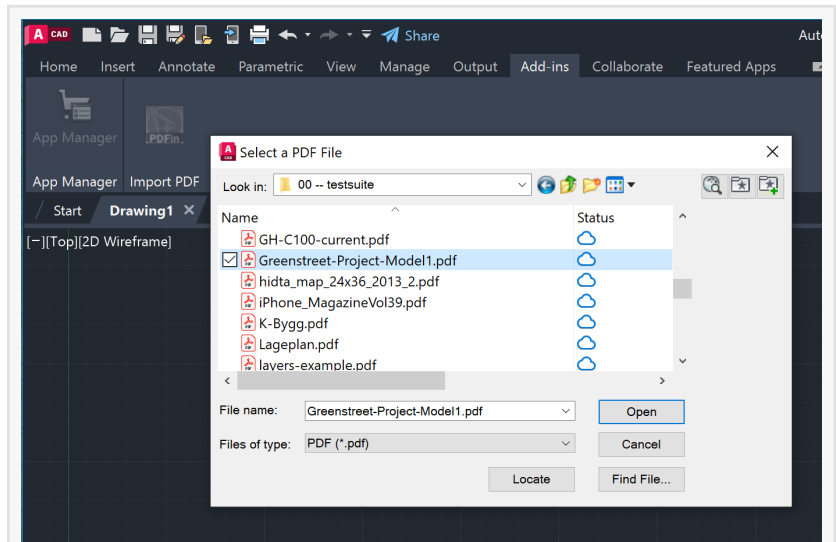 A CAD Share Auto
Home Insert Annotate Parametric View Manage Output Add-ins Collaborate Featured Apps
PDFin
App Manager
App Manager Import PDF
Start Drawing1
[−][Top][2D Wireframe]
A CAD Select a PDF File
Look in: 00 -- testsuite
Name Status
GH-C100-current.pdf
Greenstreet-Project-Model1.pdf
hidta_map_24x36_2013_2.pdf
iPhone_MagazineVol39.pdf
K-Bygg.pdf
Lageplan.pdf
layers-example.pdf
File name: Greenstreet-Project-Model1.pdf Open
Files of type: PDF (*.pdf) Cancel
Locate Find File...